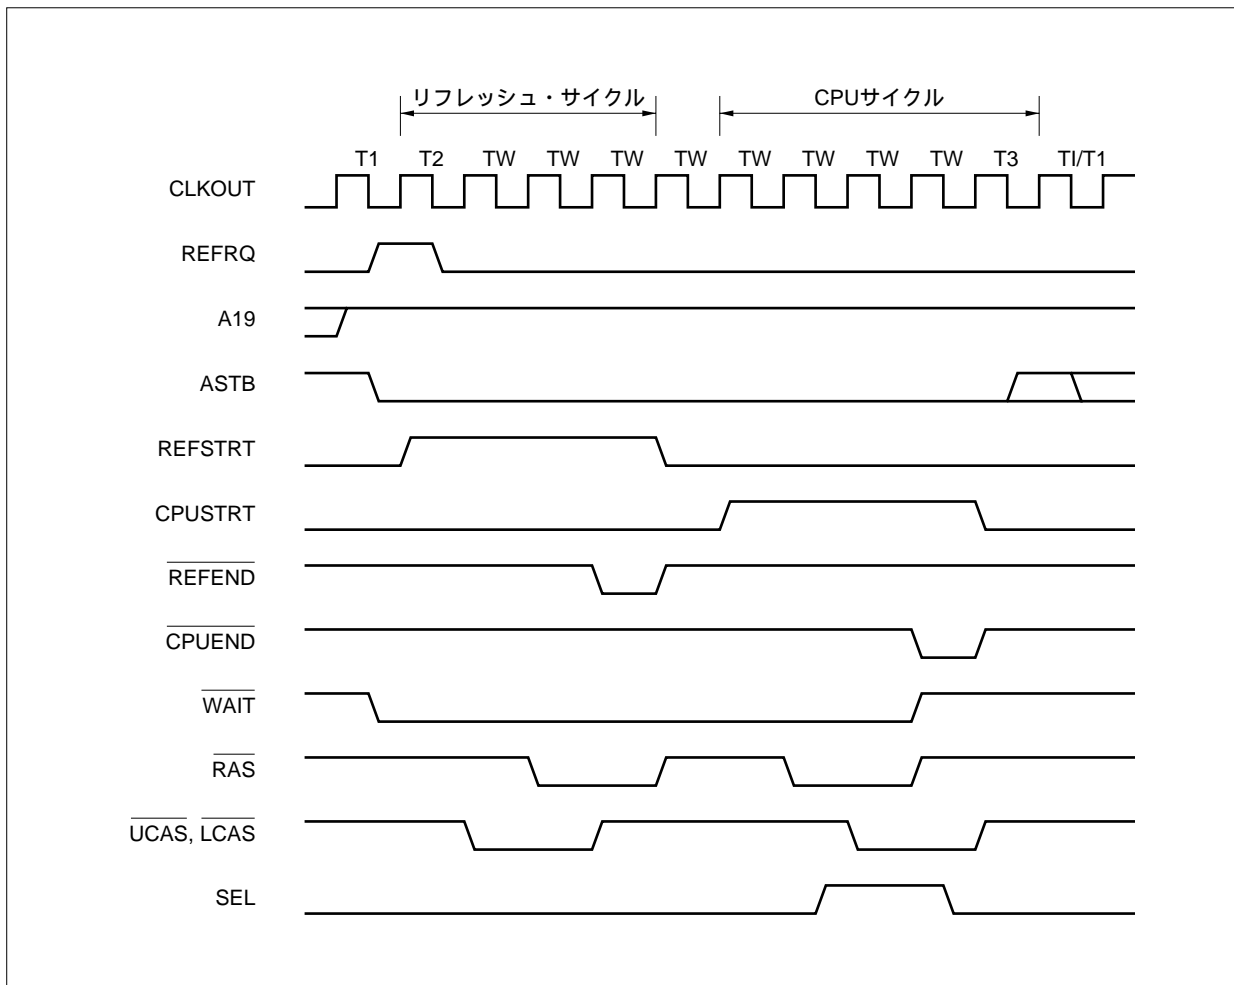 リフレッシュ・サイクル CPUサイクル
T1 T2 TW TW TW TW TW TW TW TW T3 TI/T1
CLKOUT
REFRQ
A19
ASTB
REFSTRT
CPUSTRT
REFEND
CPUEND
WAIT
RAS
UCAS, LCAS
SEL